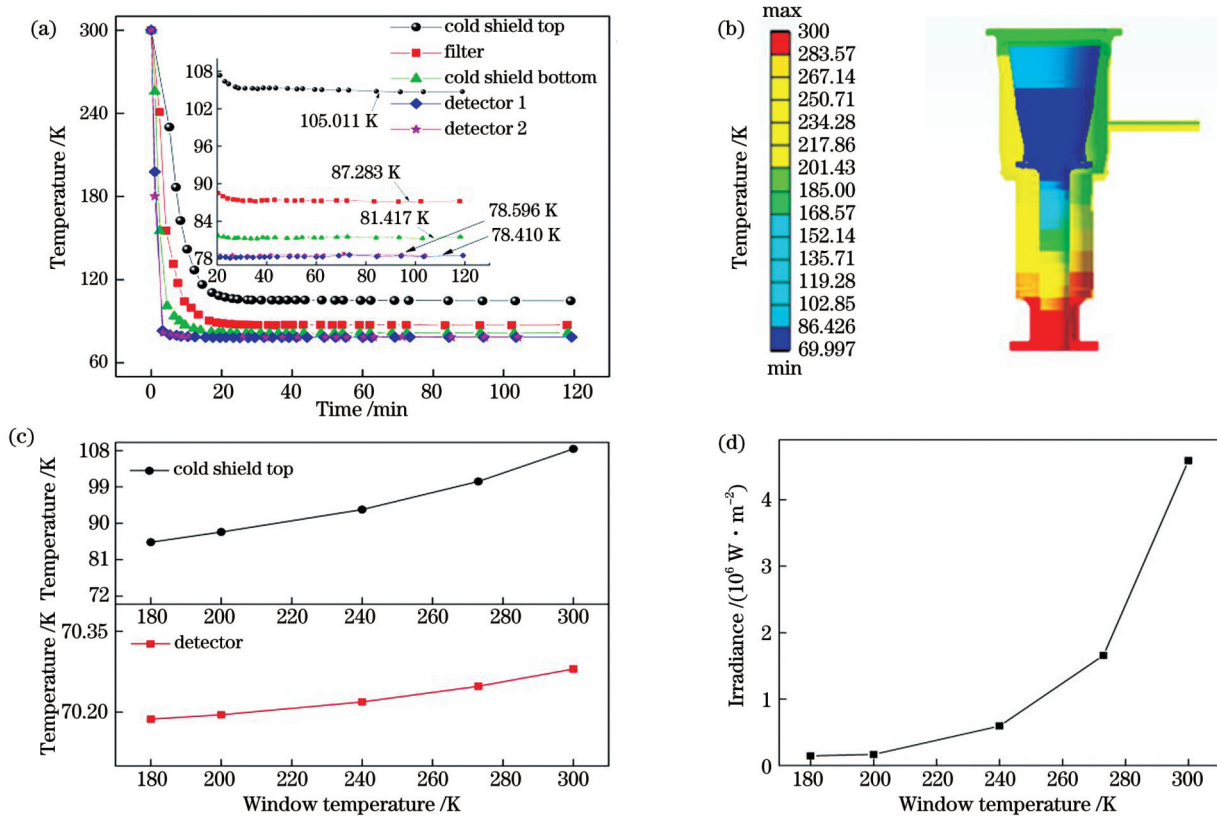 (a)
300
240
180
120
60
Temperature /K
0 20 40 60 80 100 120
Time /min
cold shield top
filter
cold shield bottom
detector 1
detector 2
108
104
100
96
92
88
84
78
20 40 60 80 100 120 130
105.011 K
87.283 K
81.417 K
78.596 K
78.410 K
(b)
max
300
283.57
267.14
250.71
234.28
217.86
201.43
185.00
168.57
152.14
135.71
119.28
102.85
86.426
69.997
min
Temperature /K
(c)
108
99
90
81
72
Temperature /K
cold shield top
180 200 220 240 260 280 300
70.35
70.20
Temperature /K
detector
180 200 220 240 260 280 300
Window temperature /K
(d)
4
3
2
1
0
Irradiance /(10⁶ W · m⁻²)
180 200 220 240 260 280 300
Window temperature /K